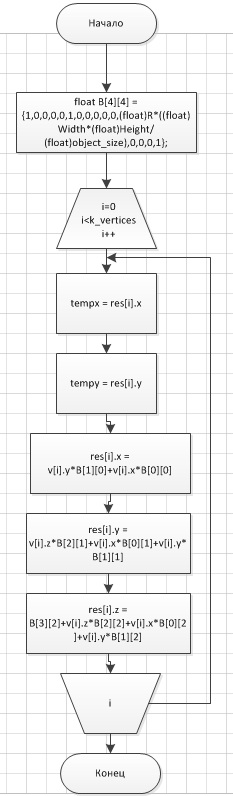 Начало
float B[4][4] =
{1,0,0,0,0,1,0,0,0,0,0,(float)R*((float)
Width*(float)Height/
(float)object_size),0,0,0,1};
i=0
i<k_vertices
i++
tempx = res[i].x
tempy = res[i].y
res[i].x =
v[i].y*B[1][0]+v[i].x*B[0][0]
res[i].y =
v[i].z*B[2][1]+v[i].x*B[0][1]+v[i].y*
B[1][1]
res[i].z =
B[3][2]+v[i].z*B[2][2]+v[i].x*B[0][2
]+v[i].y*B[1][2]
i
Конец